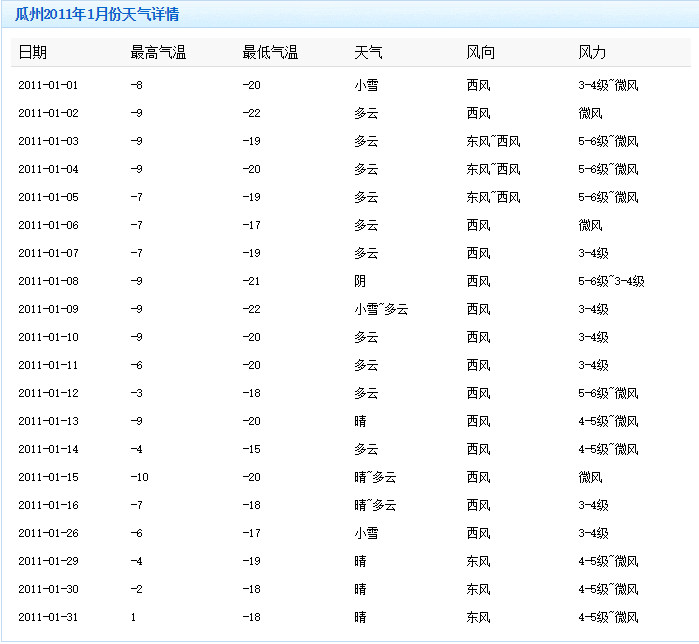 瓜州2011年1月份天气详情
日期 最高气温 最低气温 天气 风向 风力
2011-01-01 -8 -20 小雪 西风 3-4级~微风
2011-01-02 -9 -22 多云 西风 微风
2011-01-03 -9 -19 多云 东风~西风 5-6级~微风
2011-01-04 -9 -20 多云 东风~西风 5-6级~微风
2011-01-05 -7 -19 多云 东风~西风 5-6级~微风
2011-01-06 -7 -17 多云 西风 微风
2011-01-07 -7 -19 多云 西风 3-4级
2011-01-08 -9 -21 阴 西风 5-6级~3-4级
2011-01-09 -9 -22 小雪~多云 西风 3-4级
2011-01-10 -9 -20 多云 西风 3-4级
2011-01-11 -6 -20 多云 西风 3-4级
2011-01-12 -3 -18 多云 西风 5-6级~微风
2011-01-13 -9 -20 晴 西风 4-5级~微风
2011-01-14 -4 -15 多云 西风 4-5级~微风
2011-01-15 -10 -20 晴~多云 西风 微风
2011-01-16 -7 -18 晴~多云 西风 3-4级
2011-01-26 -6 -17 小雪 西风 3-4级
2011-01-29 -4 -19 晴 东风 4-5级~微风
2011-01-30 -2 -18 晴 东风 4-5级~微风
2011-01-31 1 -18 晴 东风 4-5级~微风